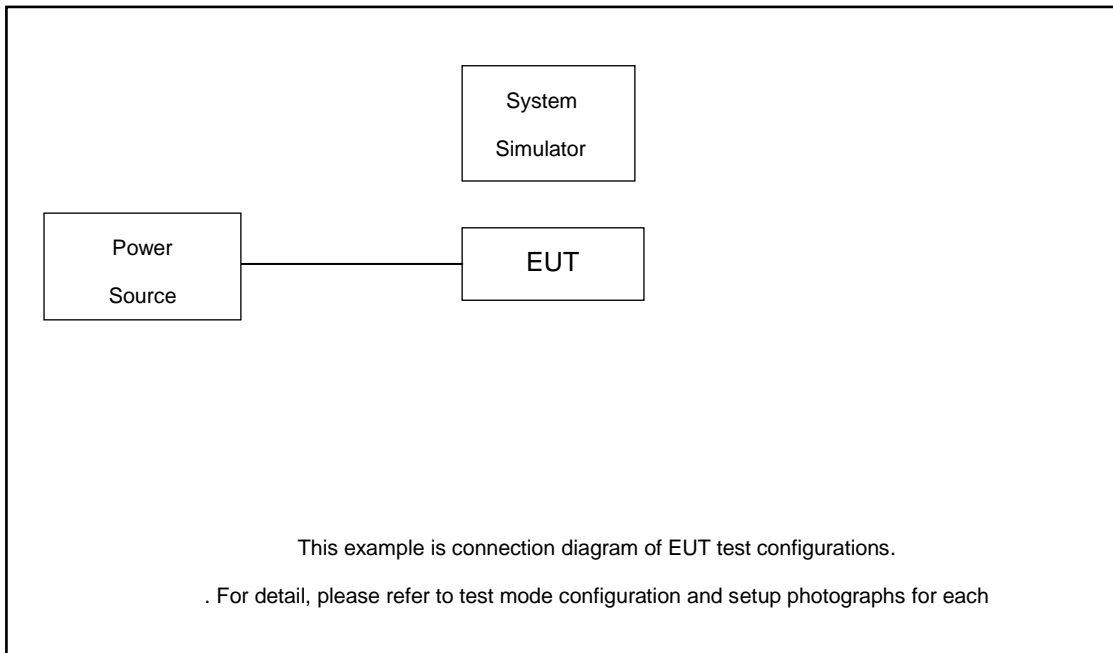 System
Simulator
Power
Source
EUT
This example is connection diagram of EUT test configurations.
. For detail, please refer to test mode configuration and setup photographs for each